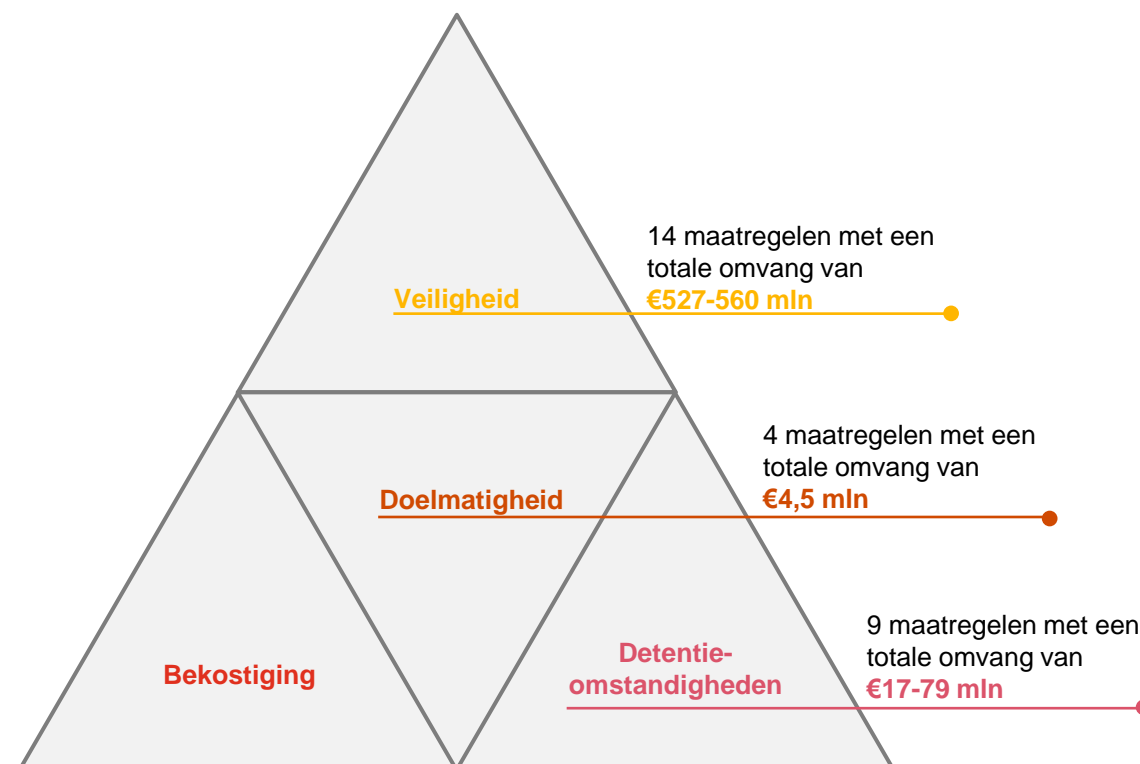 14 maatregelen met een
totale omvang van
€527-560 mln
Veiligheid
4 maatregelen met een
totale omvang van
€4,5 mln
Doelmatigheid
9 maatregelen met een
totale omvang van
€17-79 mln
Detentie-
omstandigheden
Bekostiging